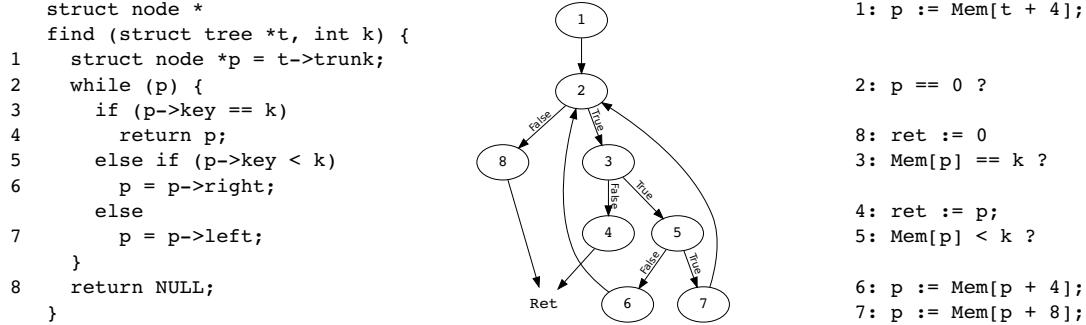 struct node *
find (struct tree *t, int k) {
1 struct node *p = t->trunk;
2 while (p) {
3 if (p->key == k)
4 return p;
5 else if (p->key < k)
6 p = p->right;
else
7 p = p->left;
}
8 return NULL;
}
1
2
False
True
8
3
False
True
4
5
False
True
Ret
6
7
1: p := Mem[t + 4];
2: p == 0 ?
8: ret := 0
3: Mem[p] == k ?
4: ret := p;
5: Mem[p] < k ?
6: p := Mem[p + 4];
7: p := Mem[p + 8];